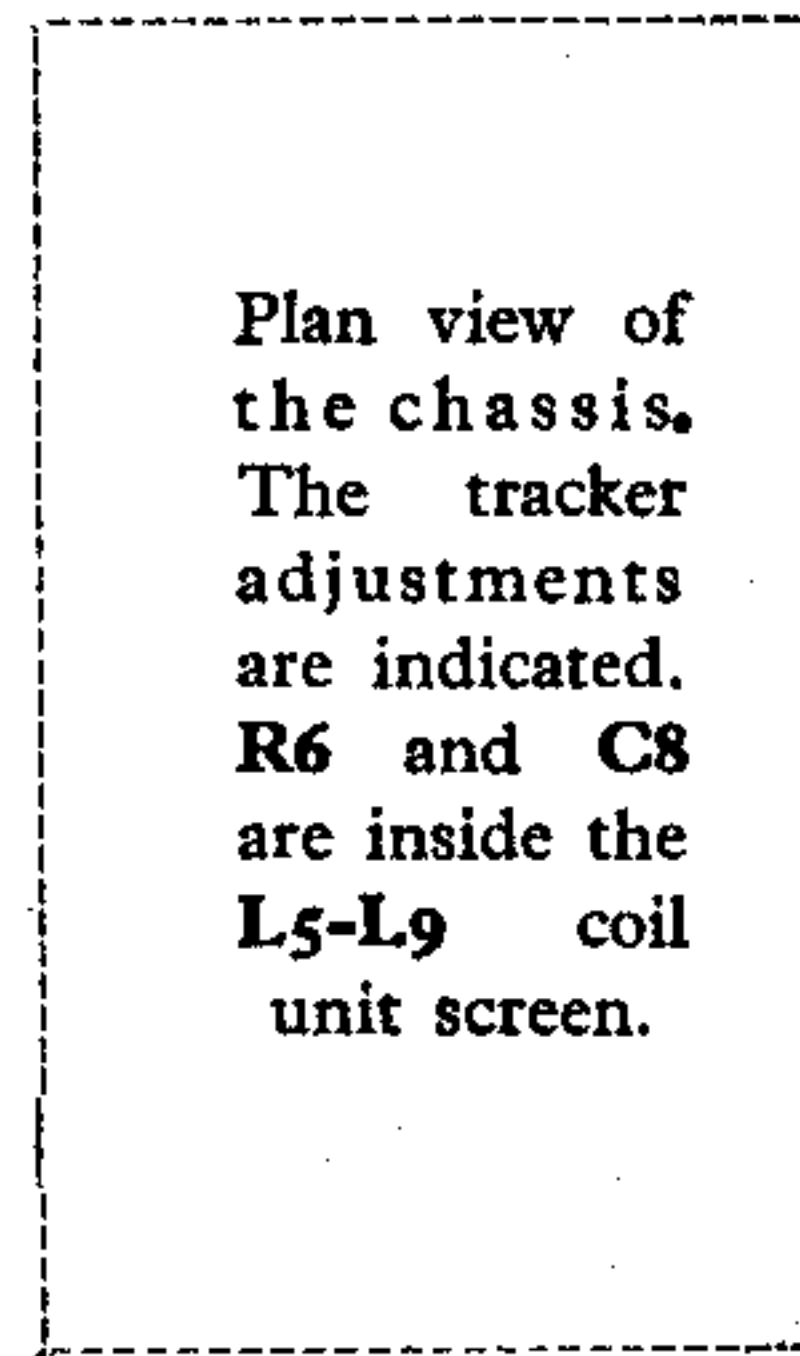 Plan view of
the chassis.
The tracker
adjustments
are indicated.
R6 and C8
are inside the
L5-L9 coil
unit screen.